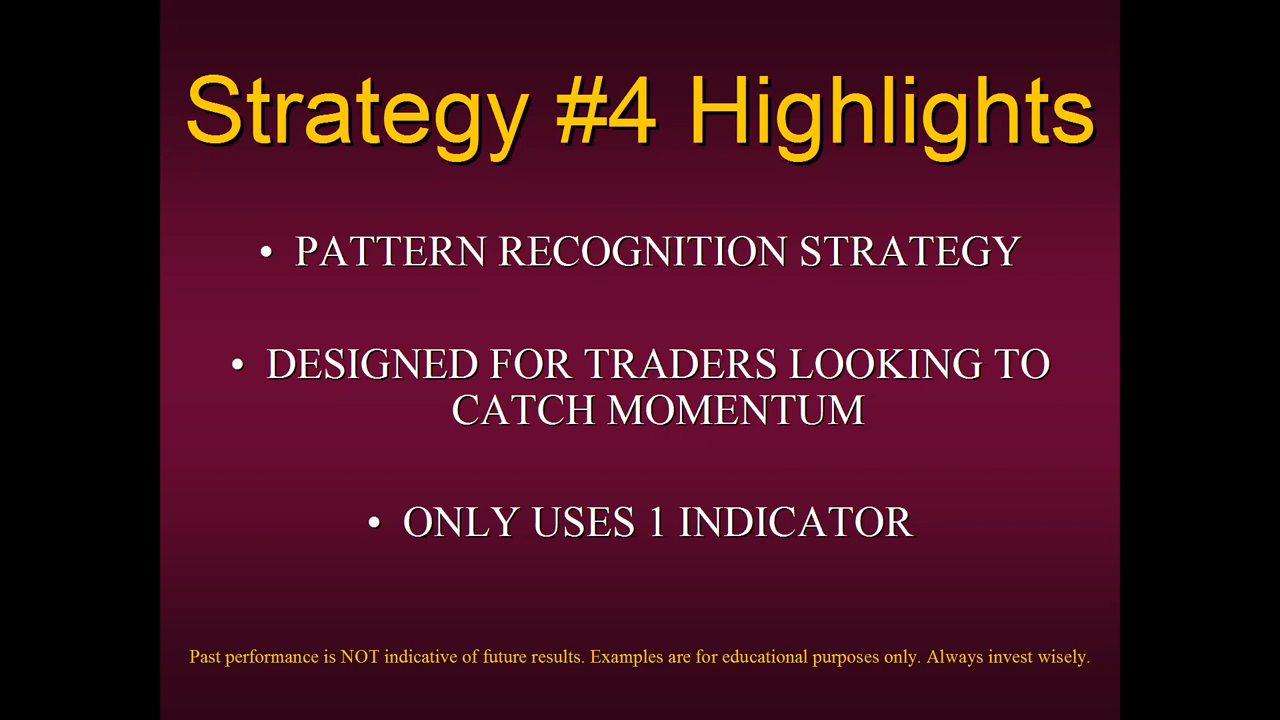 Strategy #4 Highlights
• PATTERN RECOGNITION STRATEGY
• DESIGNED FOR TRADERS LOOKING TO
CATCH MOMENTUM
• ONLY USES 1 INDICATOR
Past performance is NOT indicative of future results. Examples are for educational purposes only. Always invest wisely.